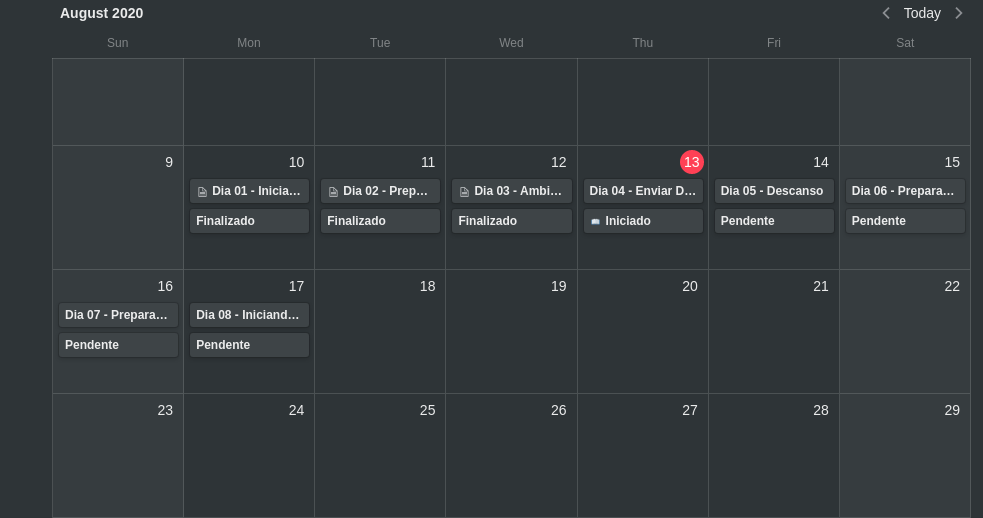 August 2020
Today
Sun Mon Tue Wed Thu Fri Sat
9 10 11 12 13 14 15
Dia 01 - Inicia... Dia 02 - Prep... Dia 03 - Ambi... Dia 04 - Enviar D... Dia 05 - Descanso Dia 06 - Prepara...
Finalizado Finalizado Finalizado Iniciado Pendente Pendente
16 17 18 19 20 21 22
Dia 07 - Prepara... Dia 08 - Iniciand...
Pendente Pendente
23 24 25 26 27 28 29